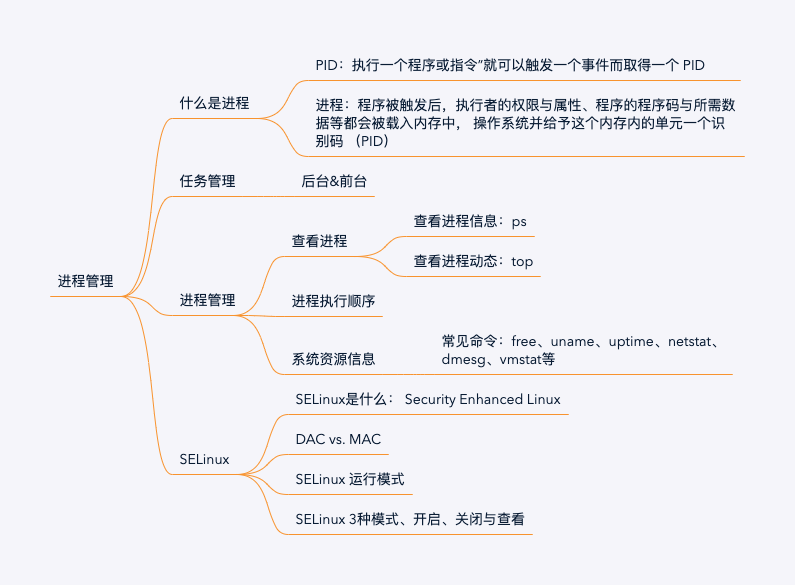 进程管理
什么是进程
PID：执行一个程序或指令”就可以触发一个事件而取得一个 PID
进程：程序被触发后，执行者的权限与属性、程序的程序码与所需数
据等都会被载入内存中， 操作系统并给予这个内存内的单元一个识
别码 （PID）
任务管理
后台&前台
进程管理
查看进程
查看进程信息：ps
查看进程动态：top
进程执行顺序
系统资源信息
常见命令：free、uname、uptime、netstat、
dmesg、vmstat等
SELinux
SELinux是什么： Security Enhanced Linux
DAC vs. MAC
SELinux 运行模式
SELinux 3种模式、开启、关闭与查看